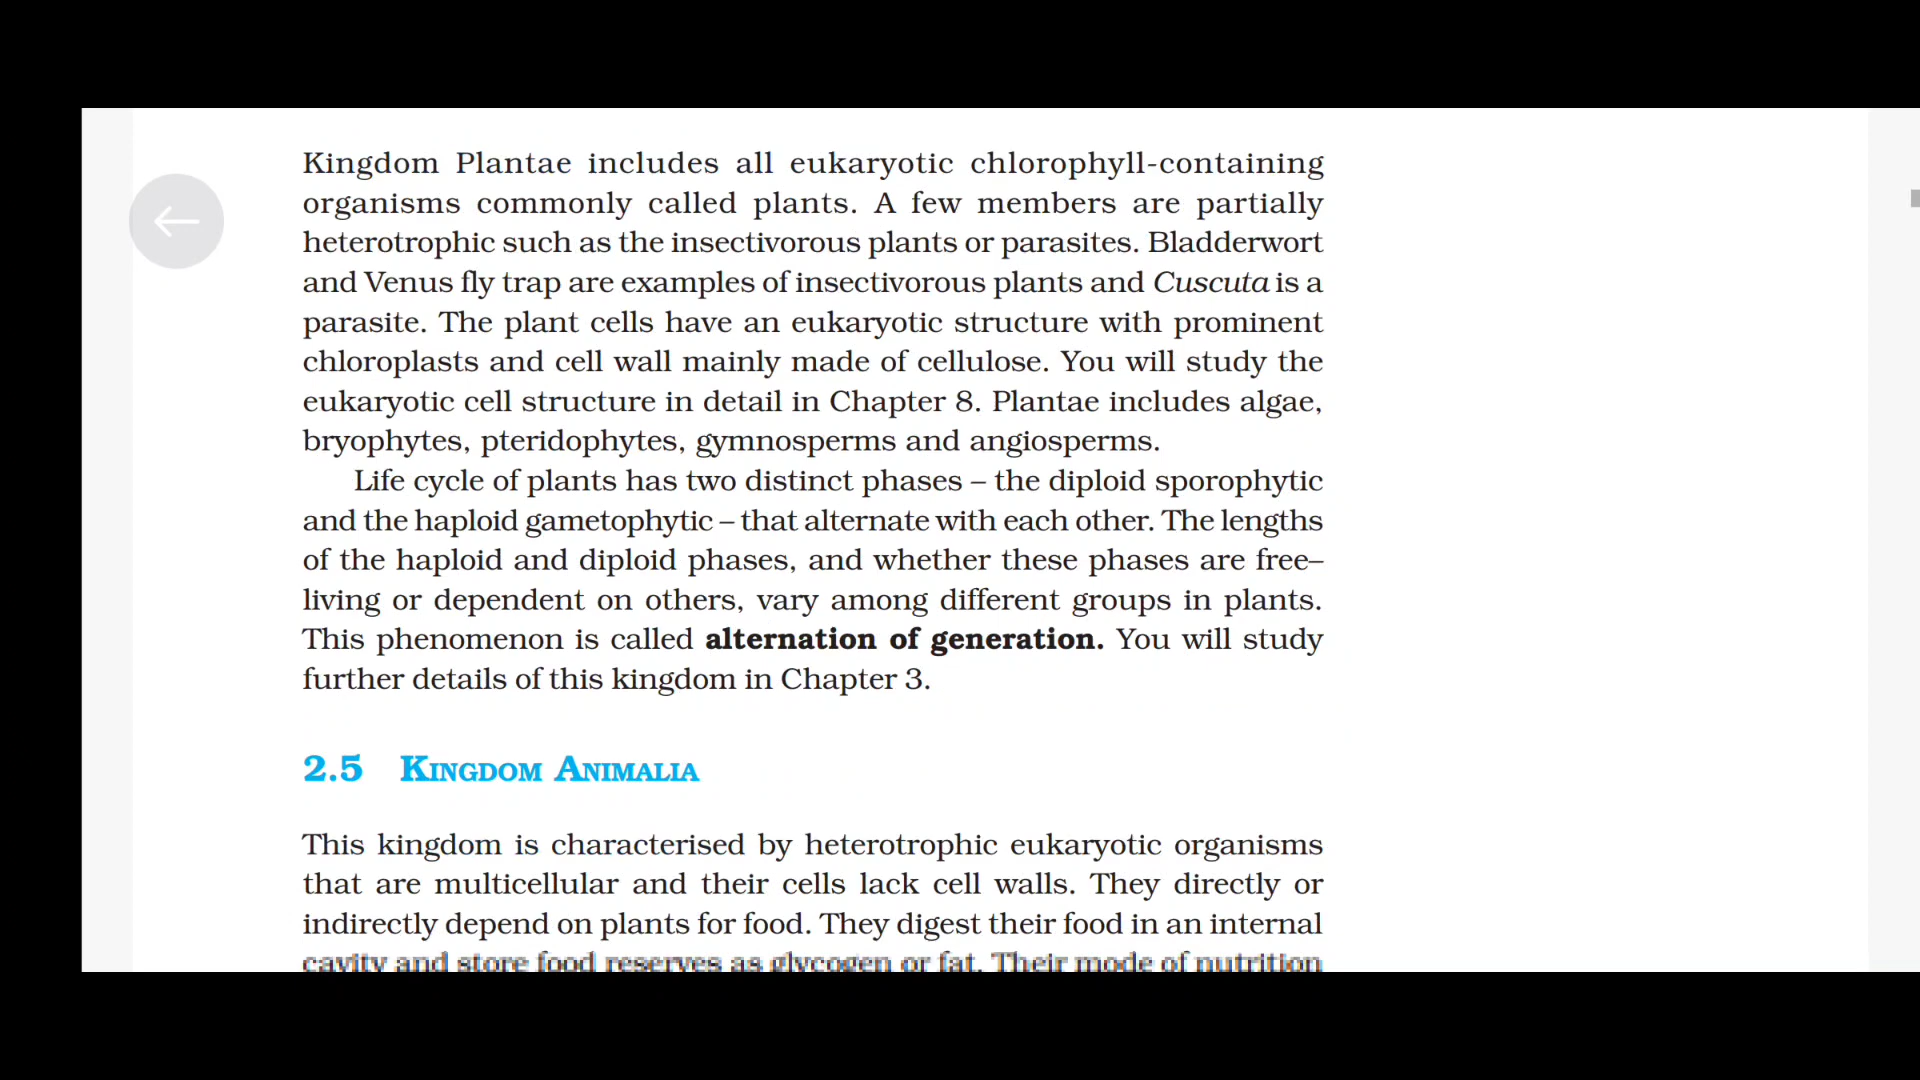 Kingdom Plantae includes all eukaryotic chlorophyll-containing
organisms commonly called plants. A few members are partially
heterotrophic such as the insectivorous plants or parasites. Bladderwort
and Venus fly trap are examples of insectivorous plants and Cuscuta is a
parasite. The plant cells have an eukaryotic structure with prominent
chloroplasts and cell wall mainly made of cellulose. You will study the
eukaryotic cell structure in detail in Chapter 8. Plantae includes algae,
bryophytes, pteridophytes, gymnosperms and angiosperms.
Life cycle of plants has two distinct phases – the diploid sporophytic
and the haploid gametophytic – that alternate with each other. The lengths
of the haploid and diploid phases, and whether these phases are free–
living or dependent on others, vary among different groups in plants.
This phenomenon is called alternation of generation. You will study
further details of this kingdom in Chapter 3.
2.5 Kingdom Animalia
This kingdom is characterised by heterotrophic eukaryotic organisms
that are multicellular and their cells lack cell walls. They directly or
indirectly depend on plants for food. They digest their food in an internal
cavity and store food reserves as glycogen or fat. Their mode of nutrition